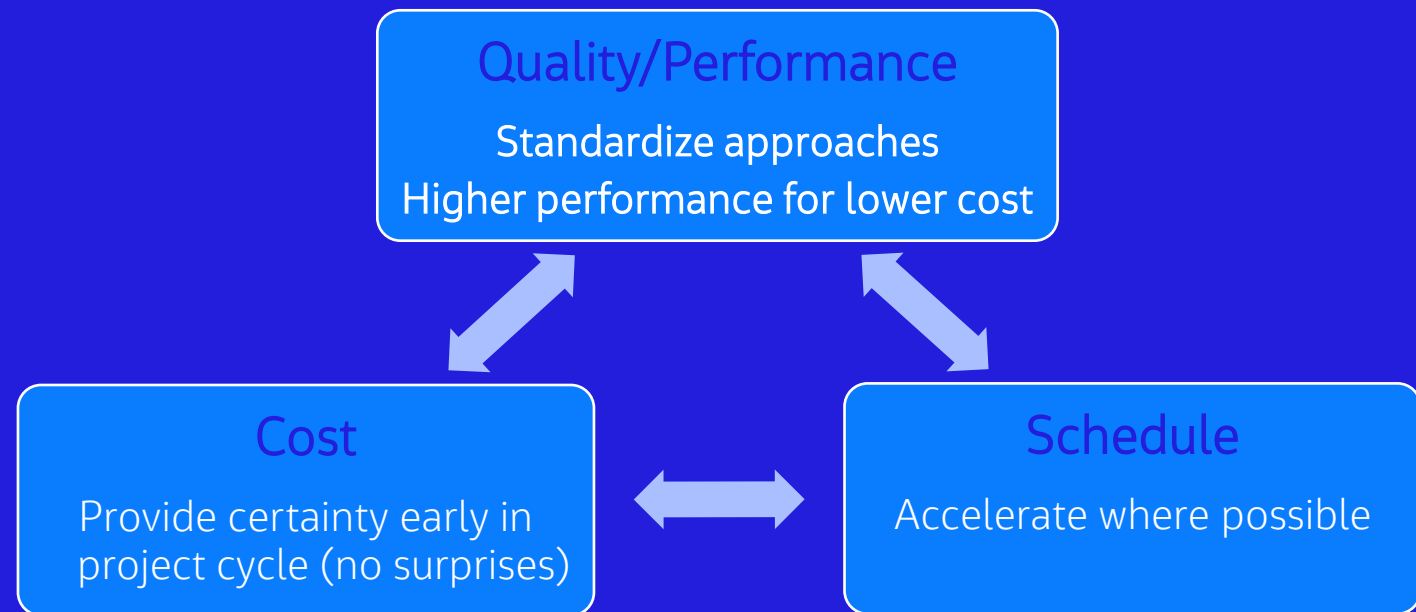 Quality/Performance
Standardize approaches
Higher performance for lower cost
Cost
Provide certainty early in
project cycle (no surprises)
Schedule
Accelerate where possible